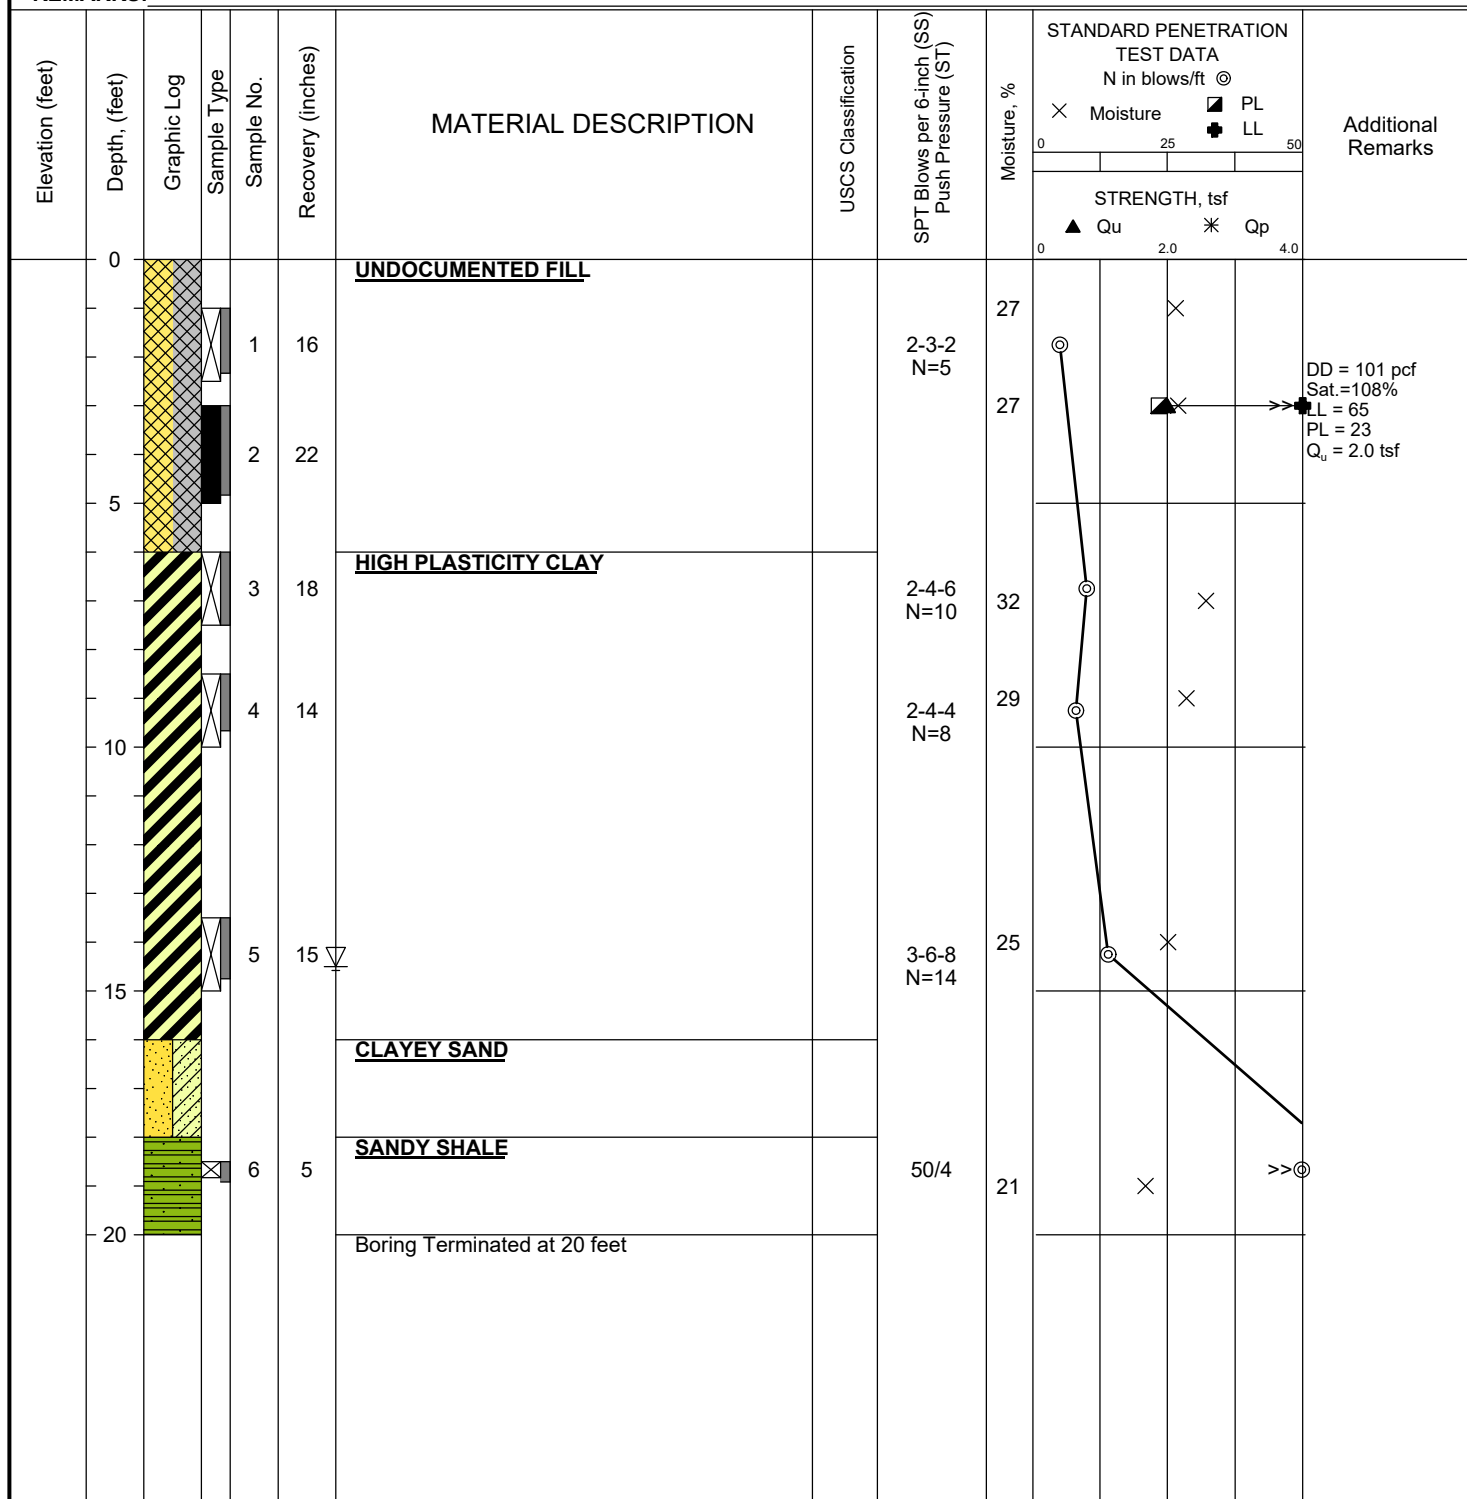 Elevation (feet)
Depth, (feet)
Graphic Log
Sample Type
Sample No.
Recovery (inches)
MATERIAL DESCRIPTION
USCS Classification
SPT Blows per 6-inch (SS)
Push Pressure (ST)
Moisture, %
STANDARD PENETRATION
TEST DATA
N in blows/ft
Moisture
PL
LL
0 25 50
STRENGTH, tsf
Qu Qp
0 2.0 4.0
Additional
Remarks
0
UNDOCUMENTED FILL
27
1 16 2-3-2
N=5
DD = 101 pcf
Sat.=108%
27 >> LL = 65
PL = 23
2 22 Qu = 2.0 tsf
5
HIGH PLASTICITY CLAY
3 18 2-4-6
N=10
32
29
4 14 2-4-4
N=8
10
25
5 15 3-6-8
N=14
15
CLAYEY SAND
SANDY SHALE
6 5 50/4 >>
21
20
Boring Terminated at 20 feet